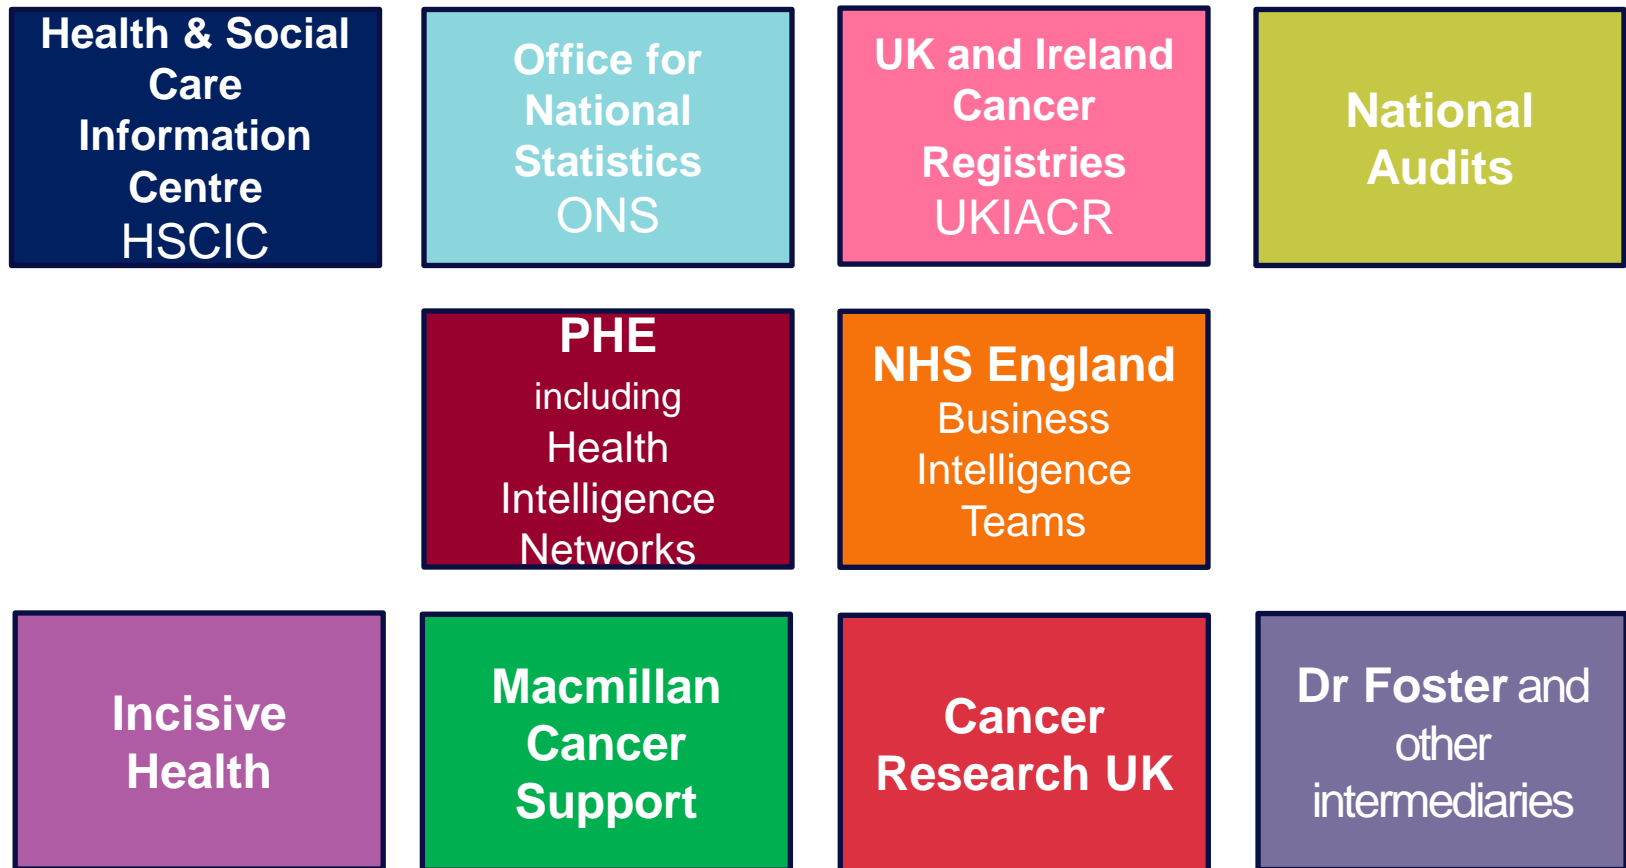 Health & Social
Care
Information
Centre
HSCIC
Office for
National
Statistics
ONS
UK and Ireland
Cancer
Registries
UKIACR
National
Audits
PHE
including
Health
Intelligence
Networks
NHS England
Business
Intelligence
Teams
Incisive
Health
Macmillan
Cancer
Support
Cancer
Research UK
Dr Foster and
other
intermediaries